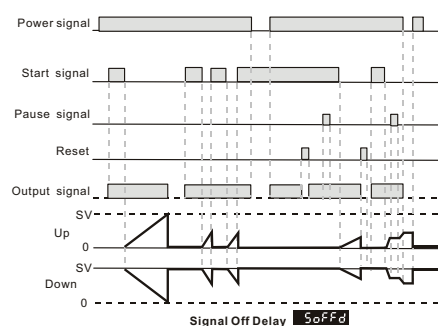 Power signal
Start signal
Pause signal
Reset
Output signal
SV
Up
0
SV
Down
0
Signal Off Delay SoFFd